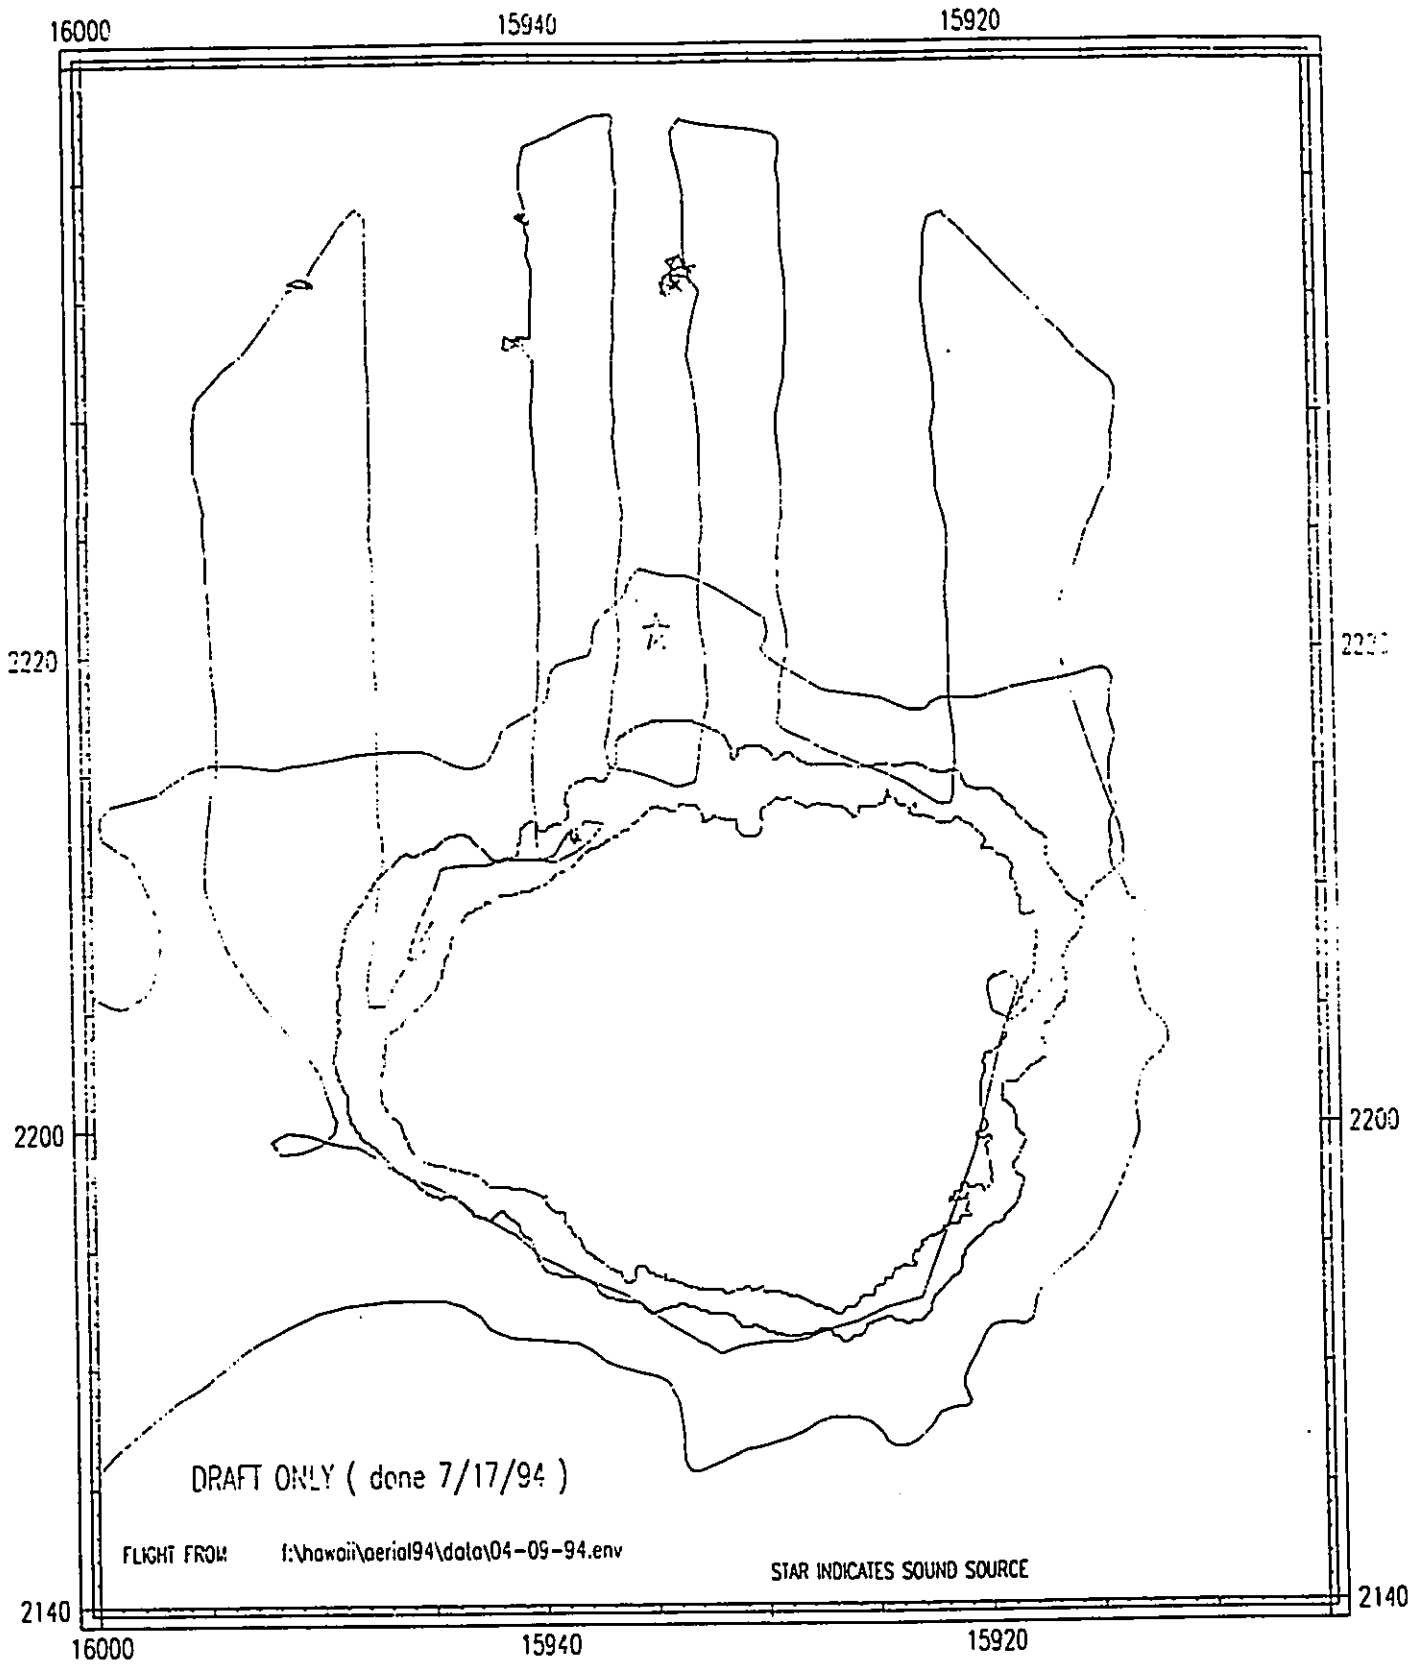 16000 15940 15920
2220 2220
2200 2200
DRAFT ONLY ( done 7/17/94 )
FLIGHT FROM f:\hawaii\aerial94\data\04-09-94.env
STAR INDICATES SOUND SOURCE
2140 2140
16000 15940 15920